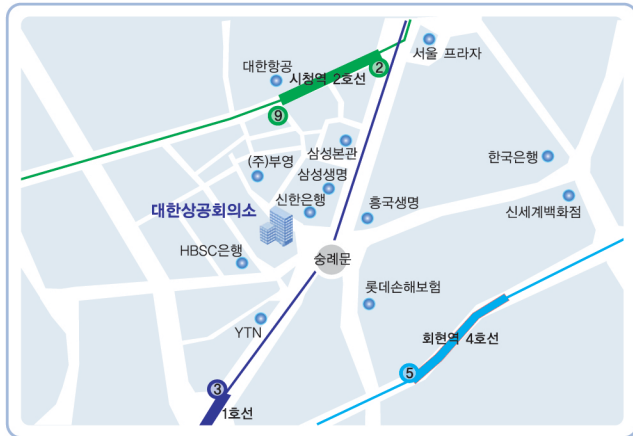 서울 프라자
대한항공
2
시청역 2호선
9
삼성본관
한국은행
(주)부영
삼성생명
신한은행
신세계백화점
대한상공회의소
흥국생명
HBSC은행
숭례문
롯데손해보험
YTN
회현역 4호선
5
3
1호선